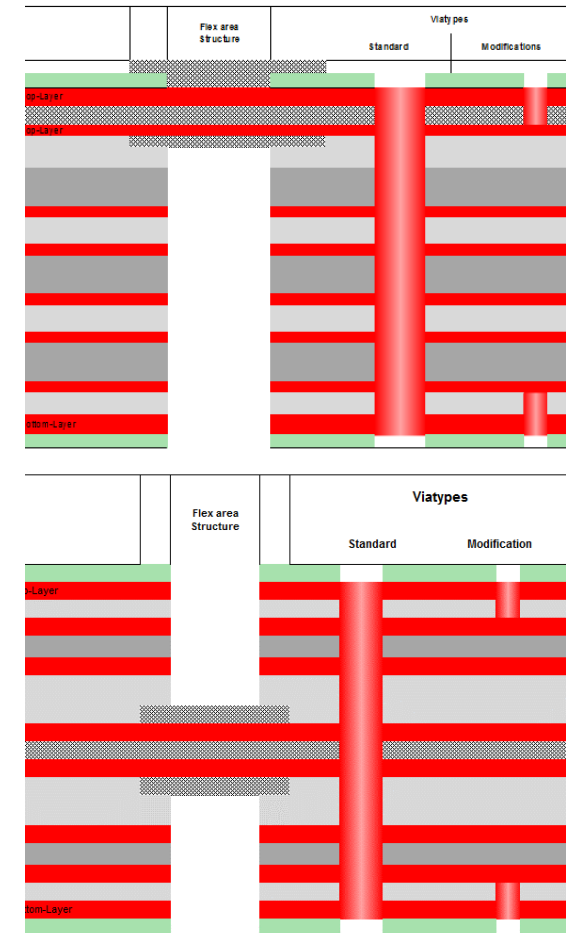 Flex area
Structure
Viatypes
Standard
Modifications
op-Layer
op-Layer
ottom-Layer
Flex area
Structure
Viatypes
Standard
Modification
-Layer
tom-Layer